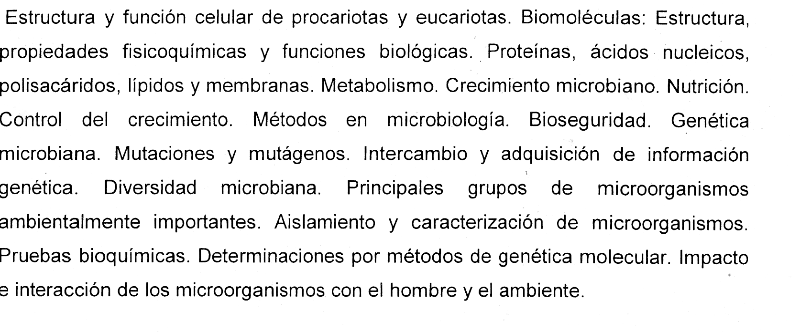 Estructura y función celular de procariotas y eucariotas. Biomoléculas: Estructura,
propiedades fisicoquímicas y funciones biológicas. Proteínas, ácidos nucleicos,
polisacáridos, lípidos y membranas. Metabolismo. Crecimiento microbiano. Nutrición.
Control del crecimiento. Métodos en microbiología. Bioseguridad. Genética
microbiana. Mutaciones y mutágenos. Intercambio y adquisición de información
genética. Diversidad microbiana. Principales grupos de microorganismos
ambientalmente importantes. Aislamiento y caracterización de microorganismos.
Pruebas bioquímicas. Determinaciones por métodos de genética molecular. Impacto
e interacción de los microorganismos con el hombre y el ambiente.